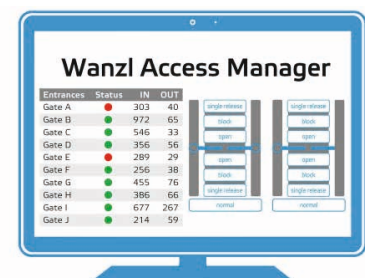 Wanzl Access Manager
Entrances Status IN OUT
Gate A 303 40
Gate B 972 65
Gate C 546 33
Gate D 356 56
Gate E 289 29
Gate F 256 38
Gate G 455 76
Gate H 386 66
Gate I 677 267
Gate J 214 59
single release single release
block block
open open
open open
block block
single release single release
normal normal